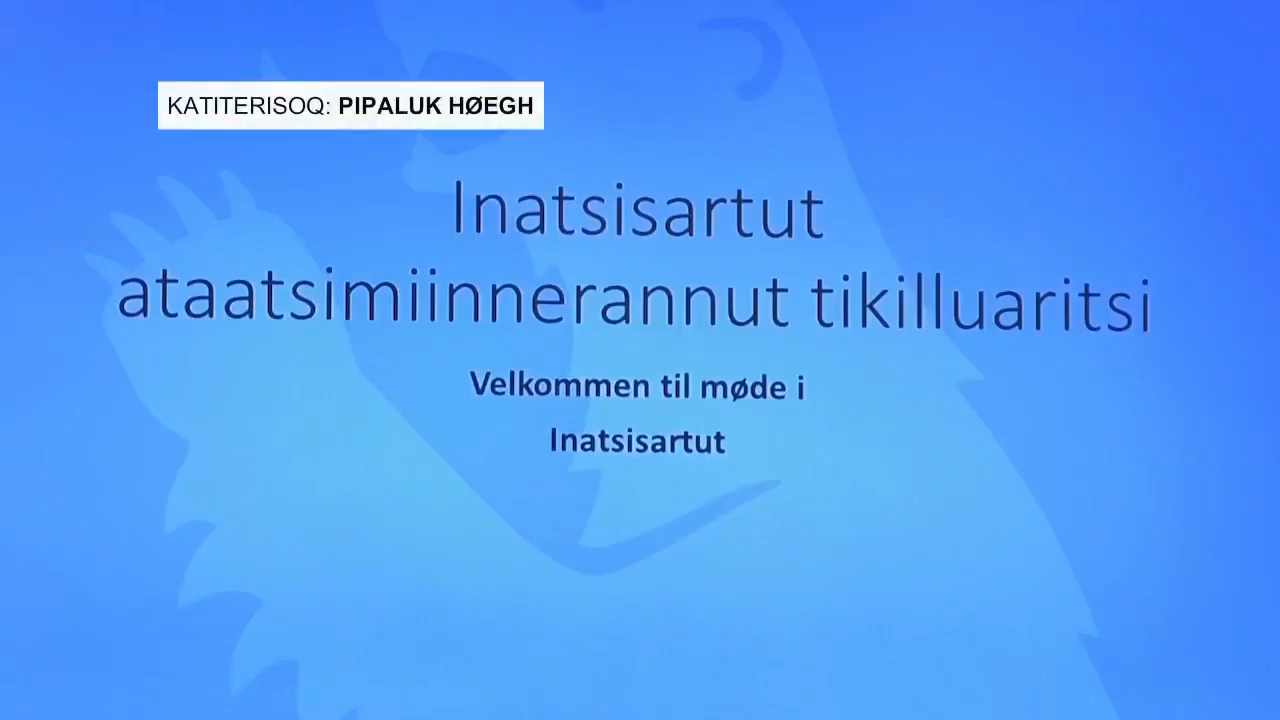 KATITERISOQ: PIPALUK HØEGH
Inatsisartut
ataatsimiinnerannut tikilluaritsi
Velkommen til møde i
Inatsisartut